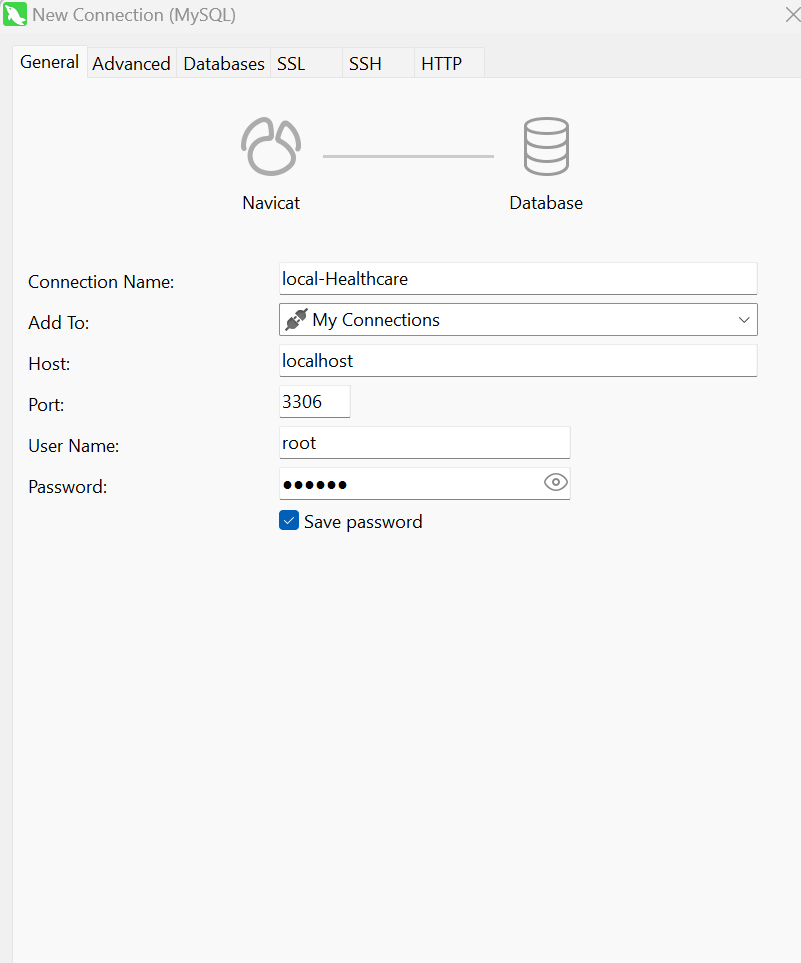 New Connection (MySQL)
General Advanced Databases SSL SSH HTTP
Navicat Database
Connection Name: local-Healthcare
Add To: My Connections
Host: localhost
Port: 3306
User Name: root
Password: ●●●●●●
Save password